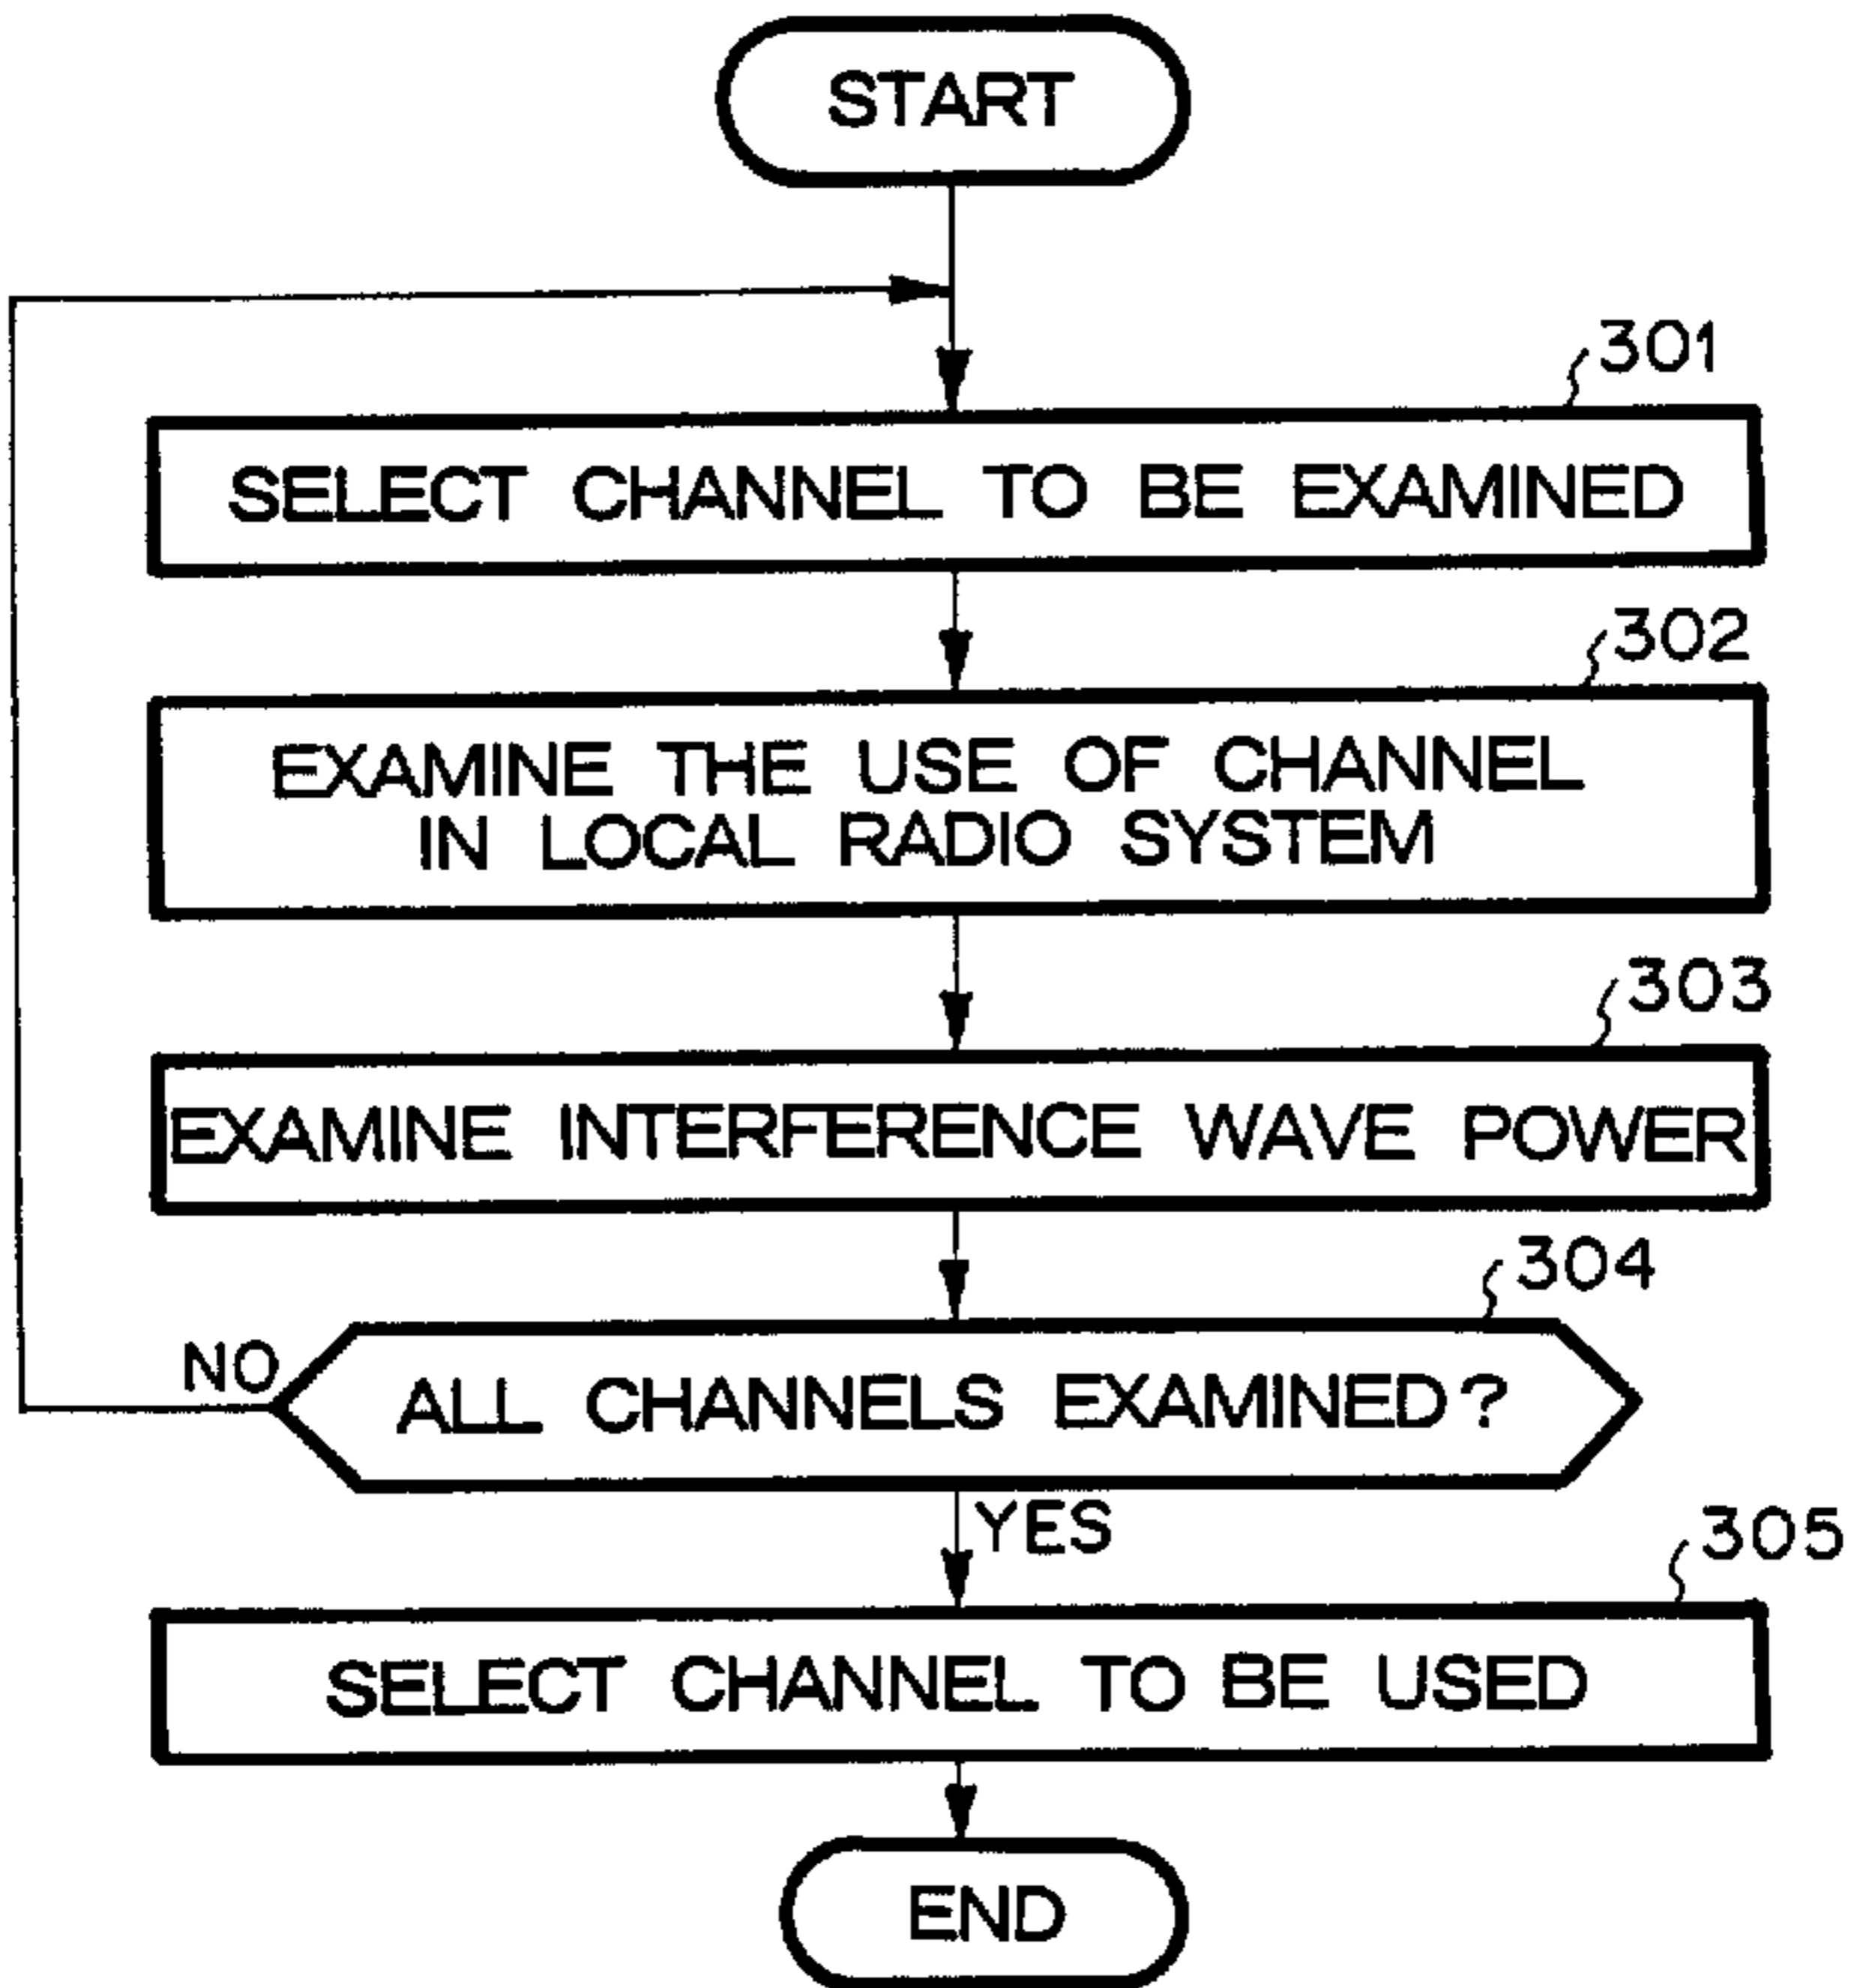 START
301
SELECT CHANNEL TO BE EXAMINED
302
EXAMINE THE USE OF CHANNEL
IN LOCAL RADIO SYSTEM
303
EXAMINE INTERFERENCE WAVE POWER
304
NO
ALL CHANNELS EXAMINED?
YES
305
SELECT CHANNEL TO BE USED
END